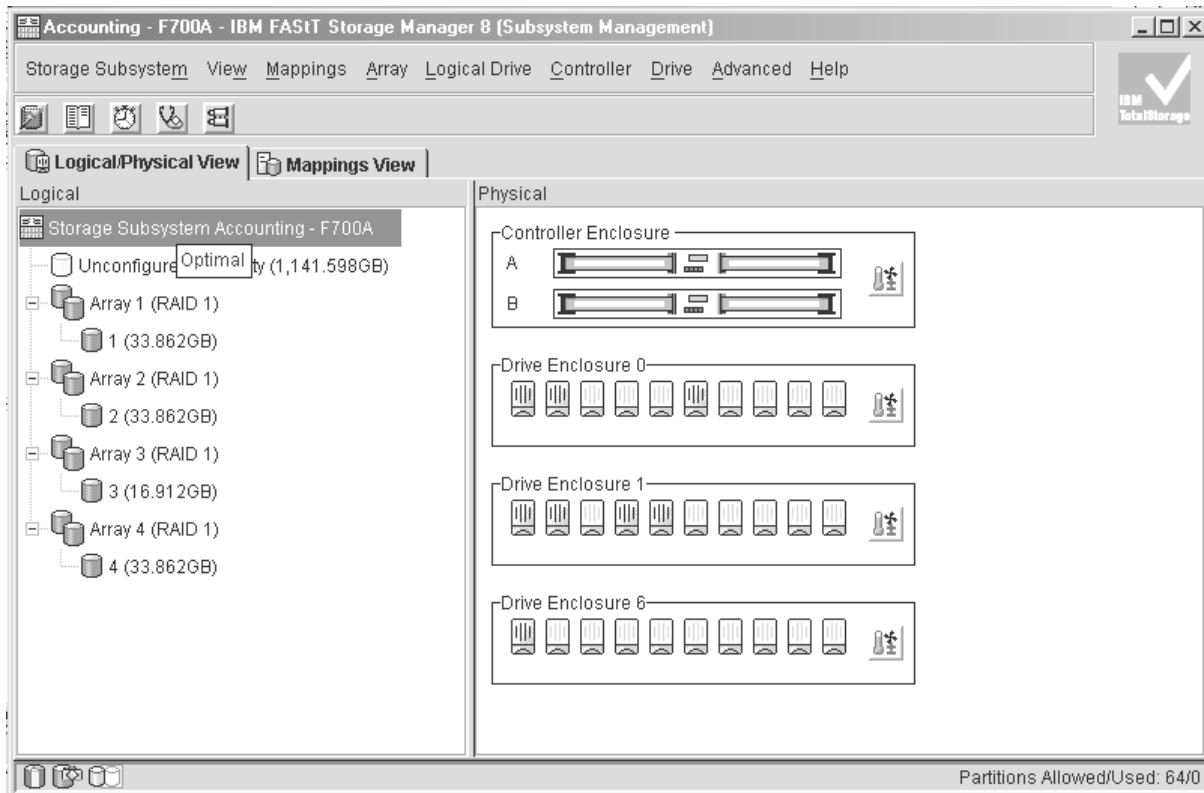 Accounting - F700A - IBM FAStT Storage Manager 8 (Subsystem Management)
Storage Subsystem View Mappings Array Logical Drive Controller Drive Advanced Help
IBM
TotalStorage
Logical/Physical View Mappings View
Logical
Physical
Storage Subsystem Accounting - F700A
Optimal
Unconfigure ty (1,141.598GB)
Array 1 (RAID 1)
1 (33.862GB)
Array 2 (RAID 1)
2 (33.862GB)
Array 3 (RAID 1)
3 (16.912GB)
Array 4 (RAID 1)
4 (33.862GB)
Controller Enclosure
A
B
Drive Enclosure 0
Drive Enclosure 1
Drive Enclosure 6
Partitions Allowed/Used: 64/0